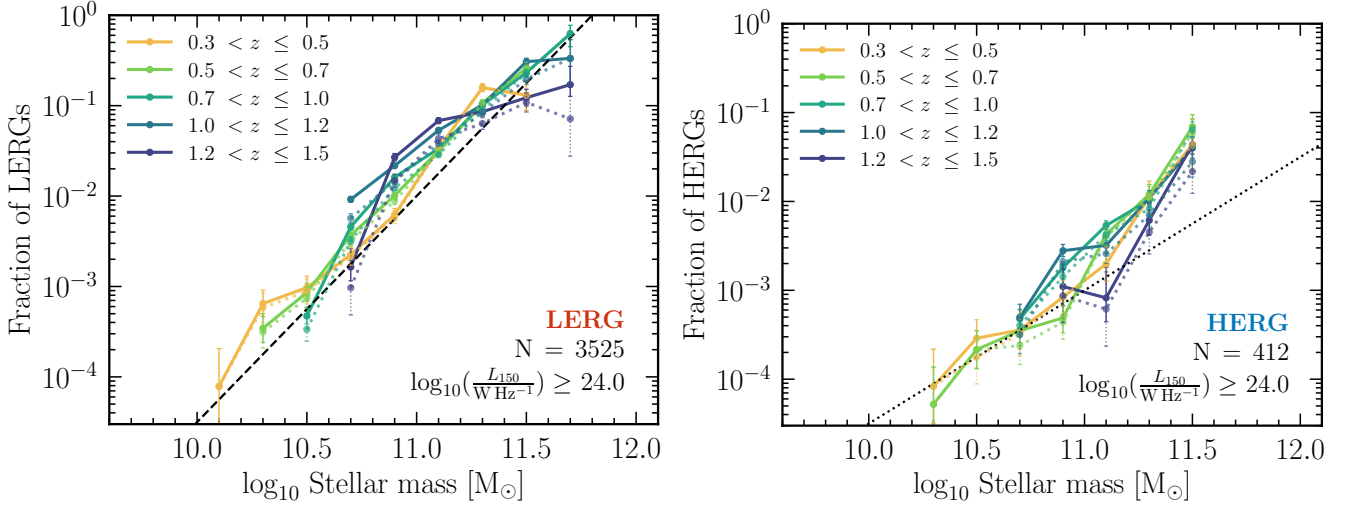 10⁰
10⁻¹
10⁻²
10⁻³
10⁻⁴
Fraction of LERGs
0.3 < z ≤ 0.5
0.5 < z ≤ 0.7
0.7 < z ≤ 1.0
1.0 < z ≤ 1.2
1.2 < z ≤ 1.5
LERG
N = 3525
log₁₀(L₁₅₀/W Hz⁻¹) ≥ 24.0
10.0 10.5 11.0 11.5 12.0
log₁₀ Stellar mass [M☉]
10⁰
10⁻¹
10⁻²
10⁻³
10⁻⁴
Fraction of HERGs
0.3 < z ≤ 0.5
0.5 < z ≤ 0.7
0.7 < z ≤ 1.0
1.0 < z ≤ 1.2
1.2 < z ≤ 1.5
HERG
N = 412
log₁₀(L₁₅₀/W Hz⁻¹) ≥ 24.0
10.0 10.5 11.0 11.5 12.0
log₁₀ Stellar mass [M☉]